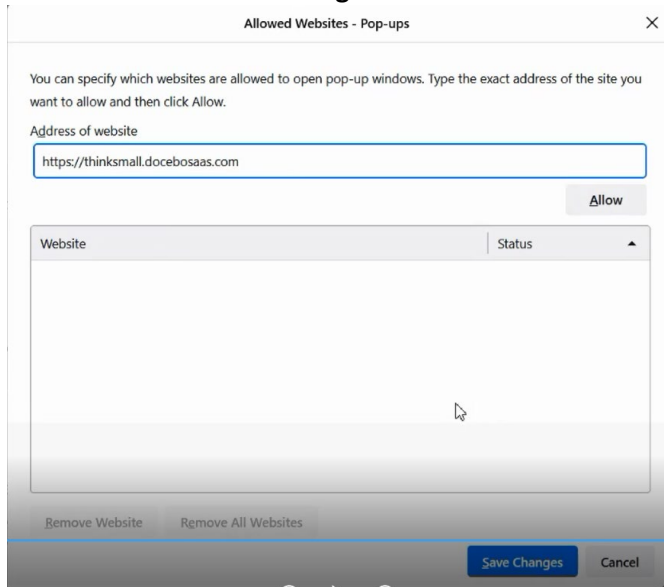 Allowed Websites - Pop-ups
You can specify which websites are allowed to open pop-up windows. Type the exact address of the site you
want to allow and then click Allow.
Address of website
https://thinksmall.docebosaas.com
Allow
Website Status
Remove Website Remove All Websites
Save Changes Cancel